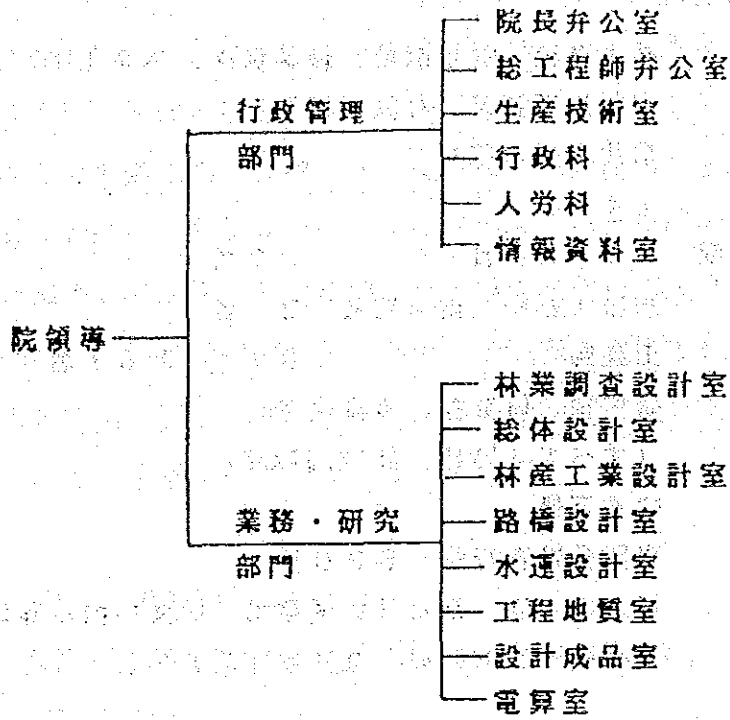 院長弁公室
総工程師弁公室
行政管理
部門
生産技術室
行政科
人労科
情報資料室
院領導
林業調査設計室
総体設計室
林産工業設計室
業務・研究
部門
路橋設計室
水運設計室
工程地質室
設計成品室
電算室